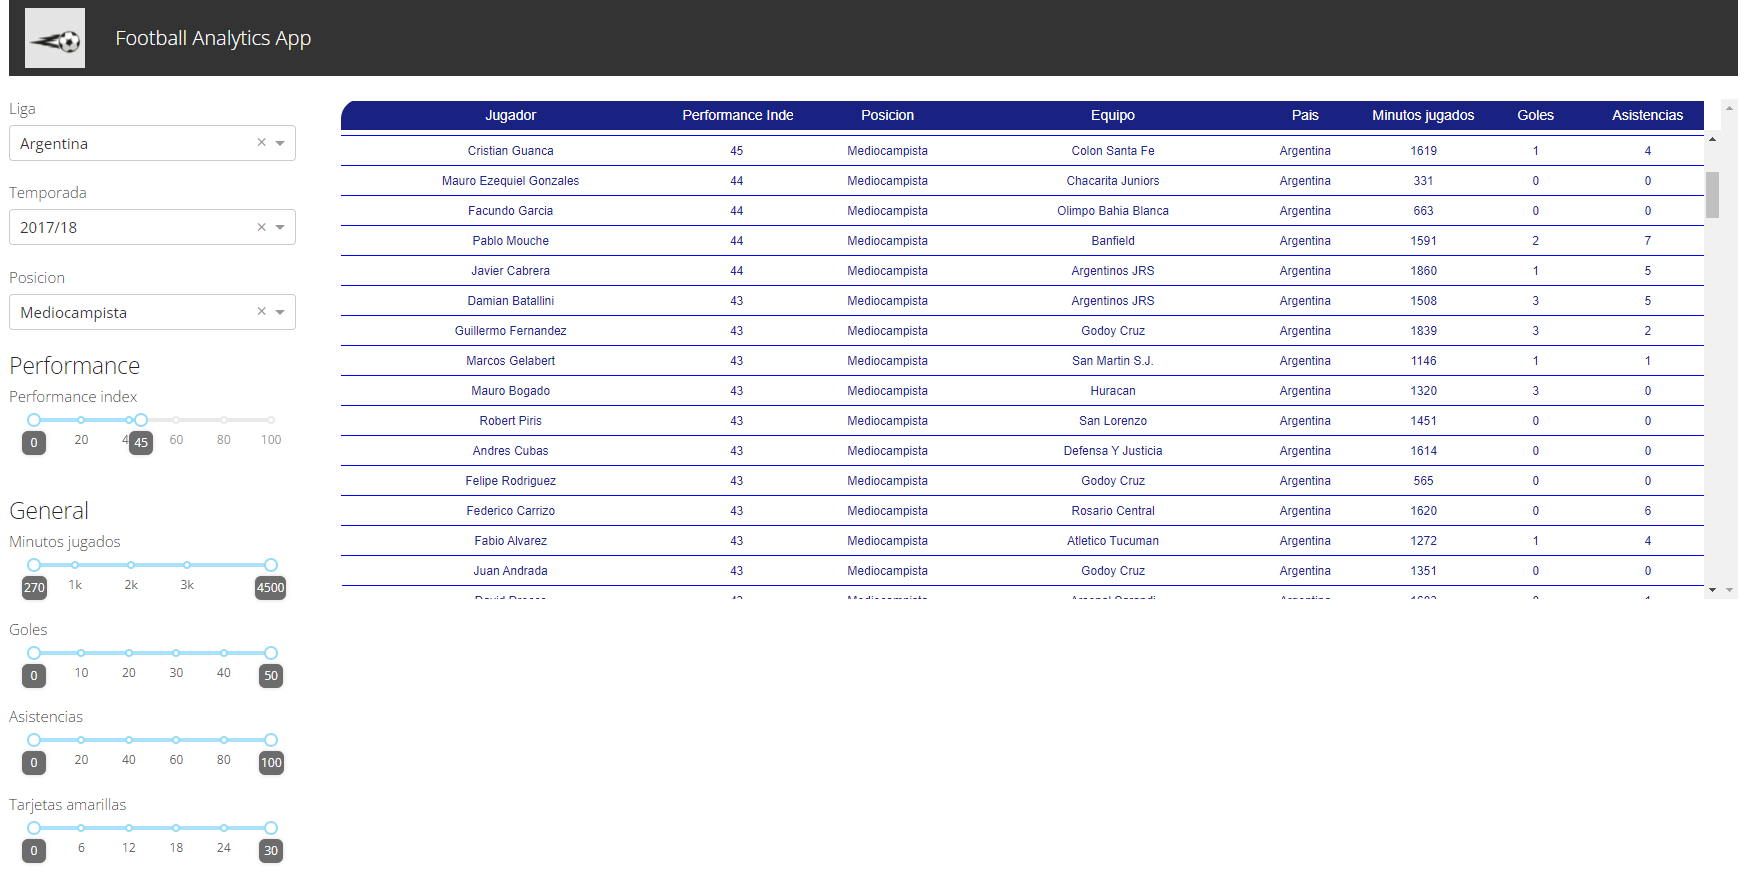 Football Analytics App
Liga
Argentina
Temporada
2017/18
Posicion
Mediocampista
Performance
Performance index
0 20 45 60 80 100
General
Minutos jugados
270 1k 2k 3k 4500
Goles
0 10 20 30 40 50
Asistencias
0 20 40 60 80 100
Tarjetas amarillas
0 6 12 18 24 30
Jugador Performance Inde Posicion Equipo Pais Minutos jugados Goles Asistencias
Cristian Guanca 45 Mediocampista Colon Santa Fe Argentina 1619 1 4
Mauro Ezequiel Gonzales 44 Mediocampista Chacarita Juniors Argentina 331 0 0
Facundo Garcia 44 Mediocampista Olimpo Bahia Blanca Argentina 663 0 0
Pablo Mouche 44 Mediocampista Banfield Argentina 1591 2 7
Javier Cabrera 44 Mediocampista Argentinos JRS Argentina 1860 1 5
Damian Batallini 43 Mediocampista Argentinos JRS Argentina 1508 3 5
Guillermo Fernandez 43 Mediocampista Godoy Cruz Argentina 1839 3 2
Marcos Gelabert 43 Mediocampista San Martin S.J. Argentina 1146 1 1
Mauro Bogado 43 Mediocampista Huracan Argentina 1320 3 0
Robert Piris 43 Mediocampista San Lorenzo Argentina 1451 0 0
Andres Cubas 43 Mediocampista Defensa Y Justicia Argentina 1614 0 0
Felipe Rodriguez 43 Mediocampista Godoy Cruz Argentina 565 0 0
Federico Carrizo 43 Mediocampista Rosario Central Argentina 1620 0 6
Fabio Alvarez 43 Mediocampista Atletico Tucuman Argentina 1272 1 4
Juan Andrada 43 Mediocampista Godoy Cruz Argentina 1351 0 0